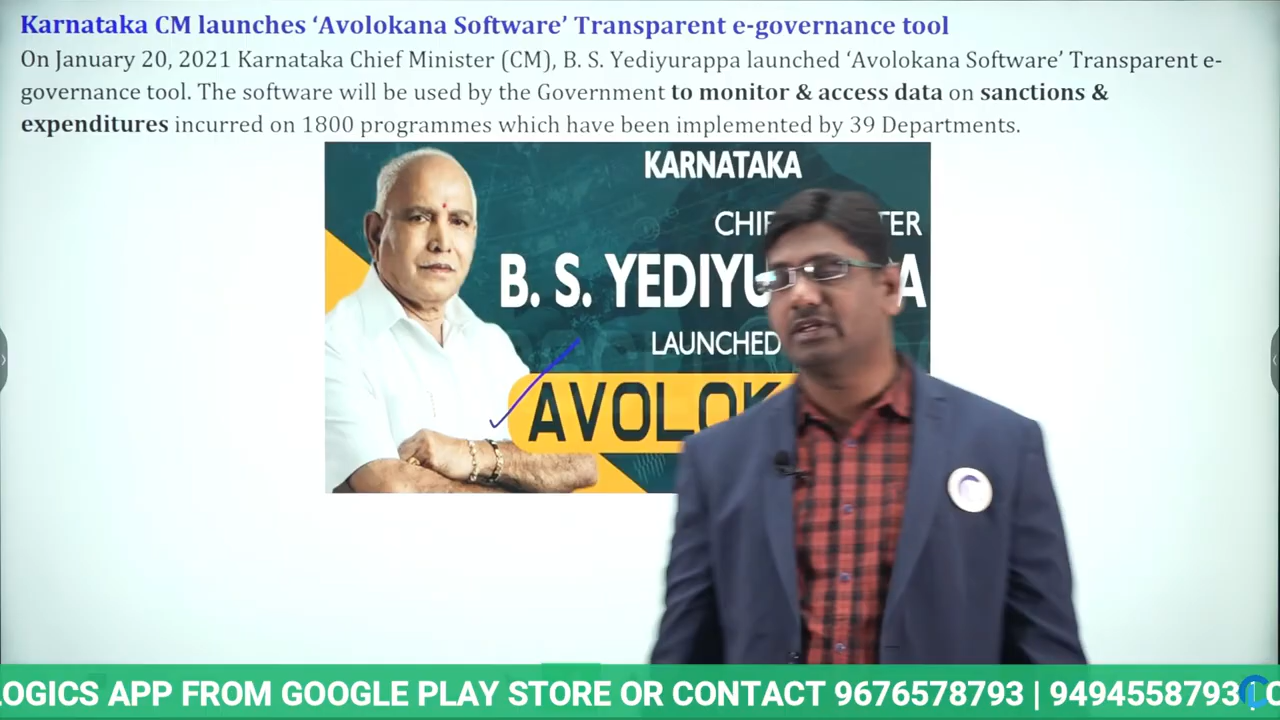 Karnataka CM launches ‘Avolokana Software’ Transparent e-governance tool
On January 20, 2021 Karnataka Chief Minister (CM), B. S. Yediyurappa launched ‘Avolokana Software’ Transparent e-
governance tool. The software will be used by the Government to monitor & access data on sanctions &
expenditures incurred on 1800 programmes which have been implemented by 39 Departments.
KARNATAKA
B. S.
LAUNCHED
APP FROM GOOGLE PLAY STORE OR CONTACT 9676578793 | 9494558793